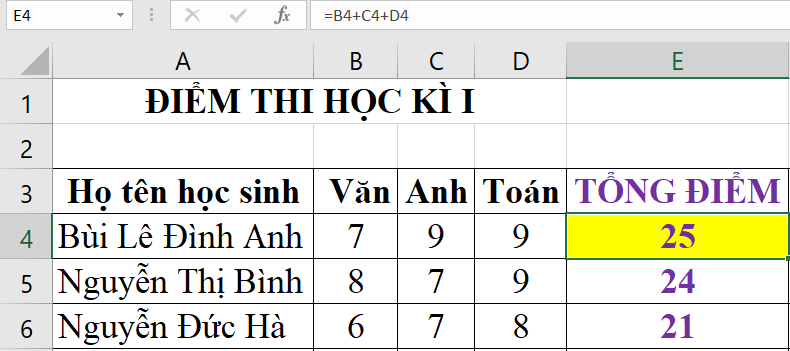 E4 =B4+C4+D4
A B C D E
1 ĐIỂM THI HỌC KÌ I
2
3 Họ tên học sinh Văn Anh Toán TỔNG ĐIỂM
4 Bùi Lê Đình Anh 7 9 9 25
5 Nguyễn Thị Bình 8 7 9 24
6 Nguyễn Đức Hà 6 7 8 21